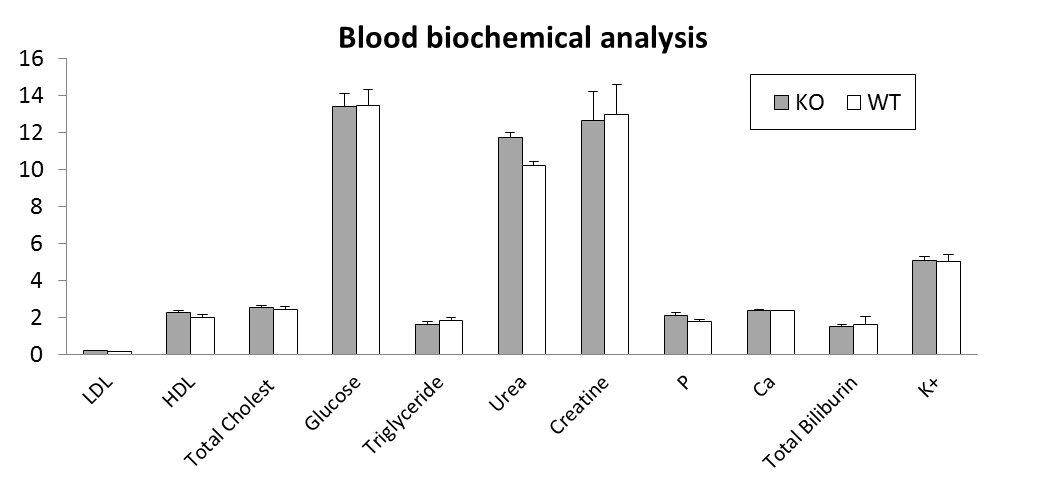 Blood biochemical analysis
16
14
12
10
8
6
4
2
0
KO WT
LDL
HDL
Total Cholest
Glucose
Triglyceride
Urea
Creatine
P
Ca
Total Biliburin
K+